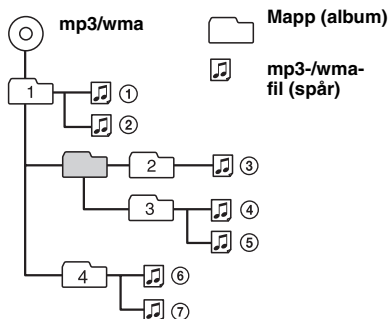 mp3/wma
Mapp (album)
mp3-/wma-
fil (spår)
1
①
②
2
③
3
④
⑤
4
⑥
⑦